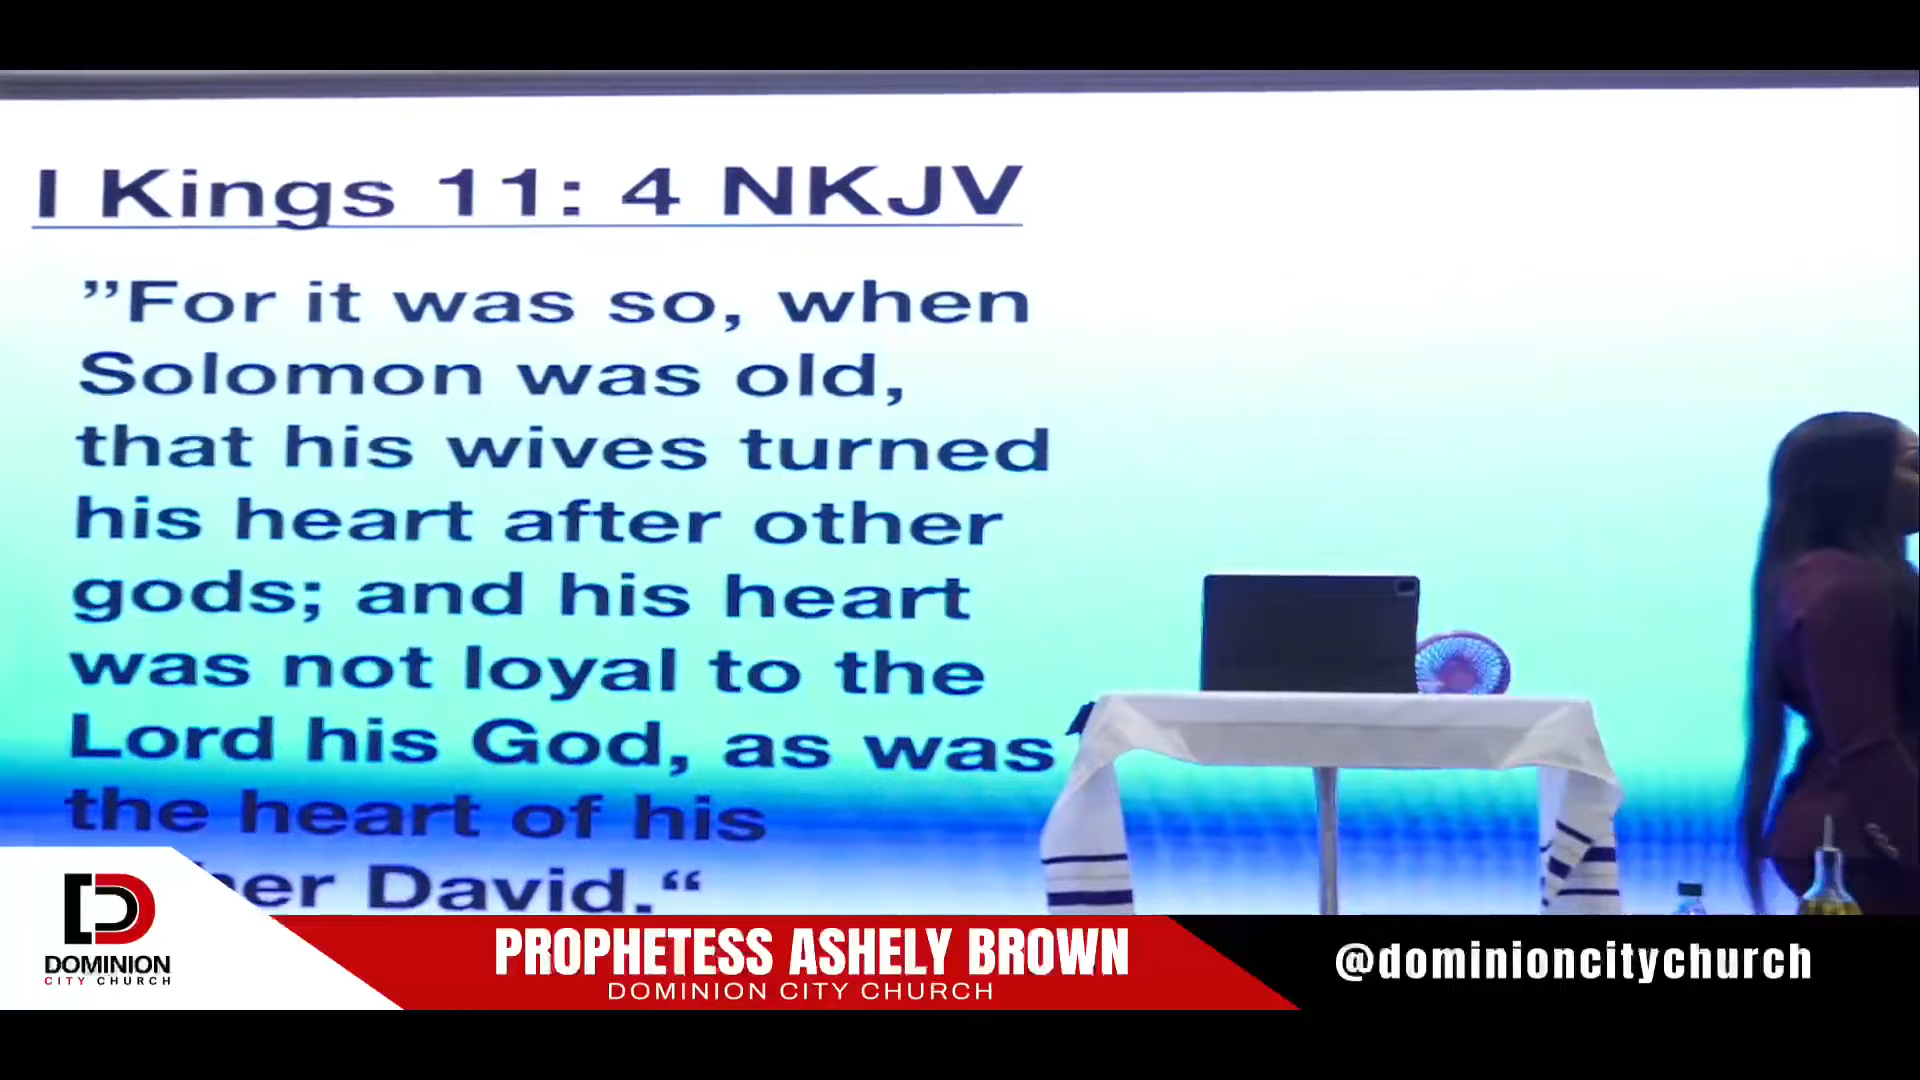 I Kings 11: 4 NKJV
”For it was so, when
Solomon was old,
that his wives turned
his heart after other
gods; and his heart
was not loyal to the
Lord his God, as was
the heart of his
David.“
DOMINION
CITY CHURCH
PROPHETESS ASHELY BROWN
DOMINION CITY CHURCH
@dominioncitychurch